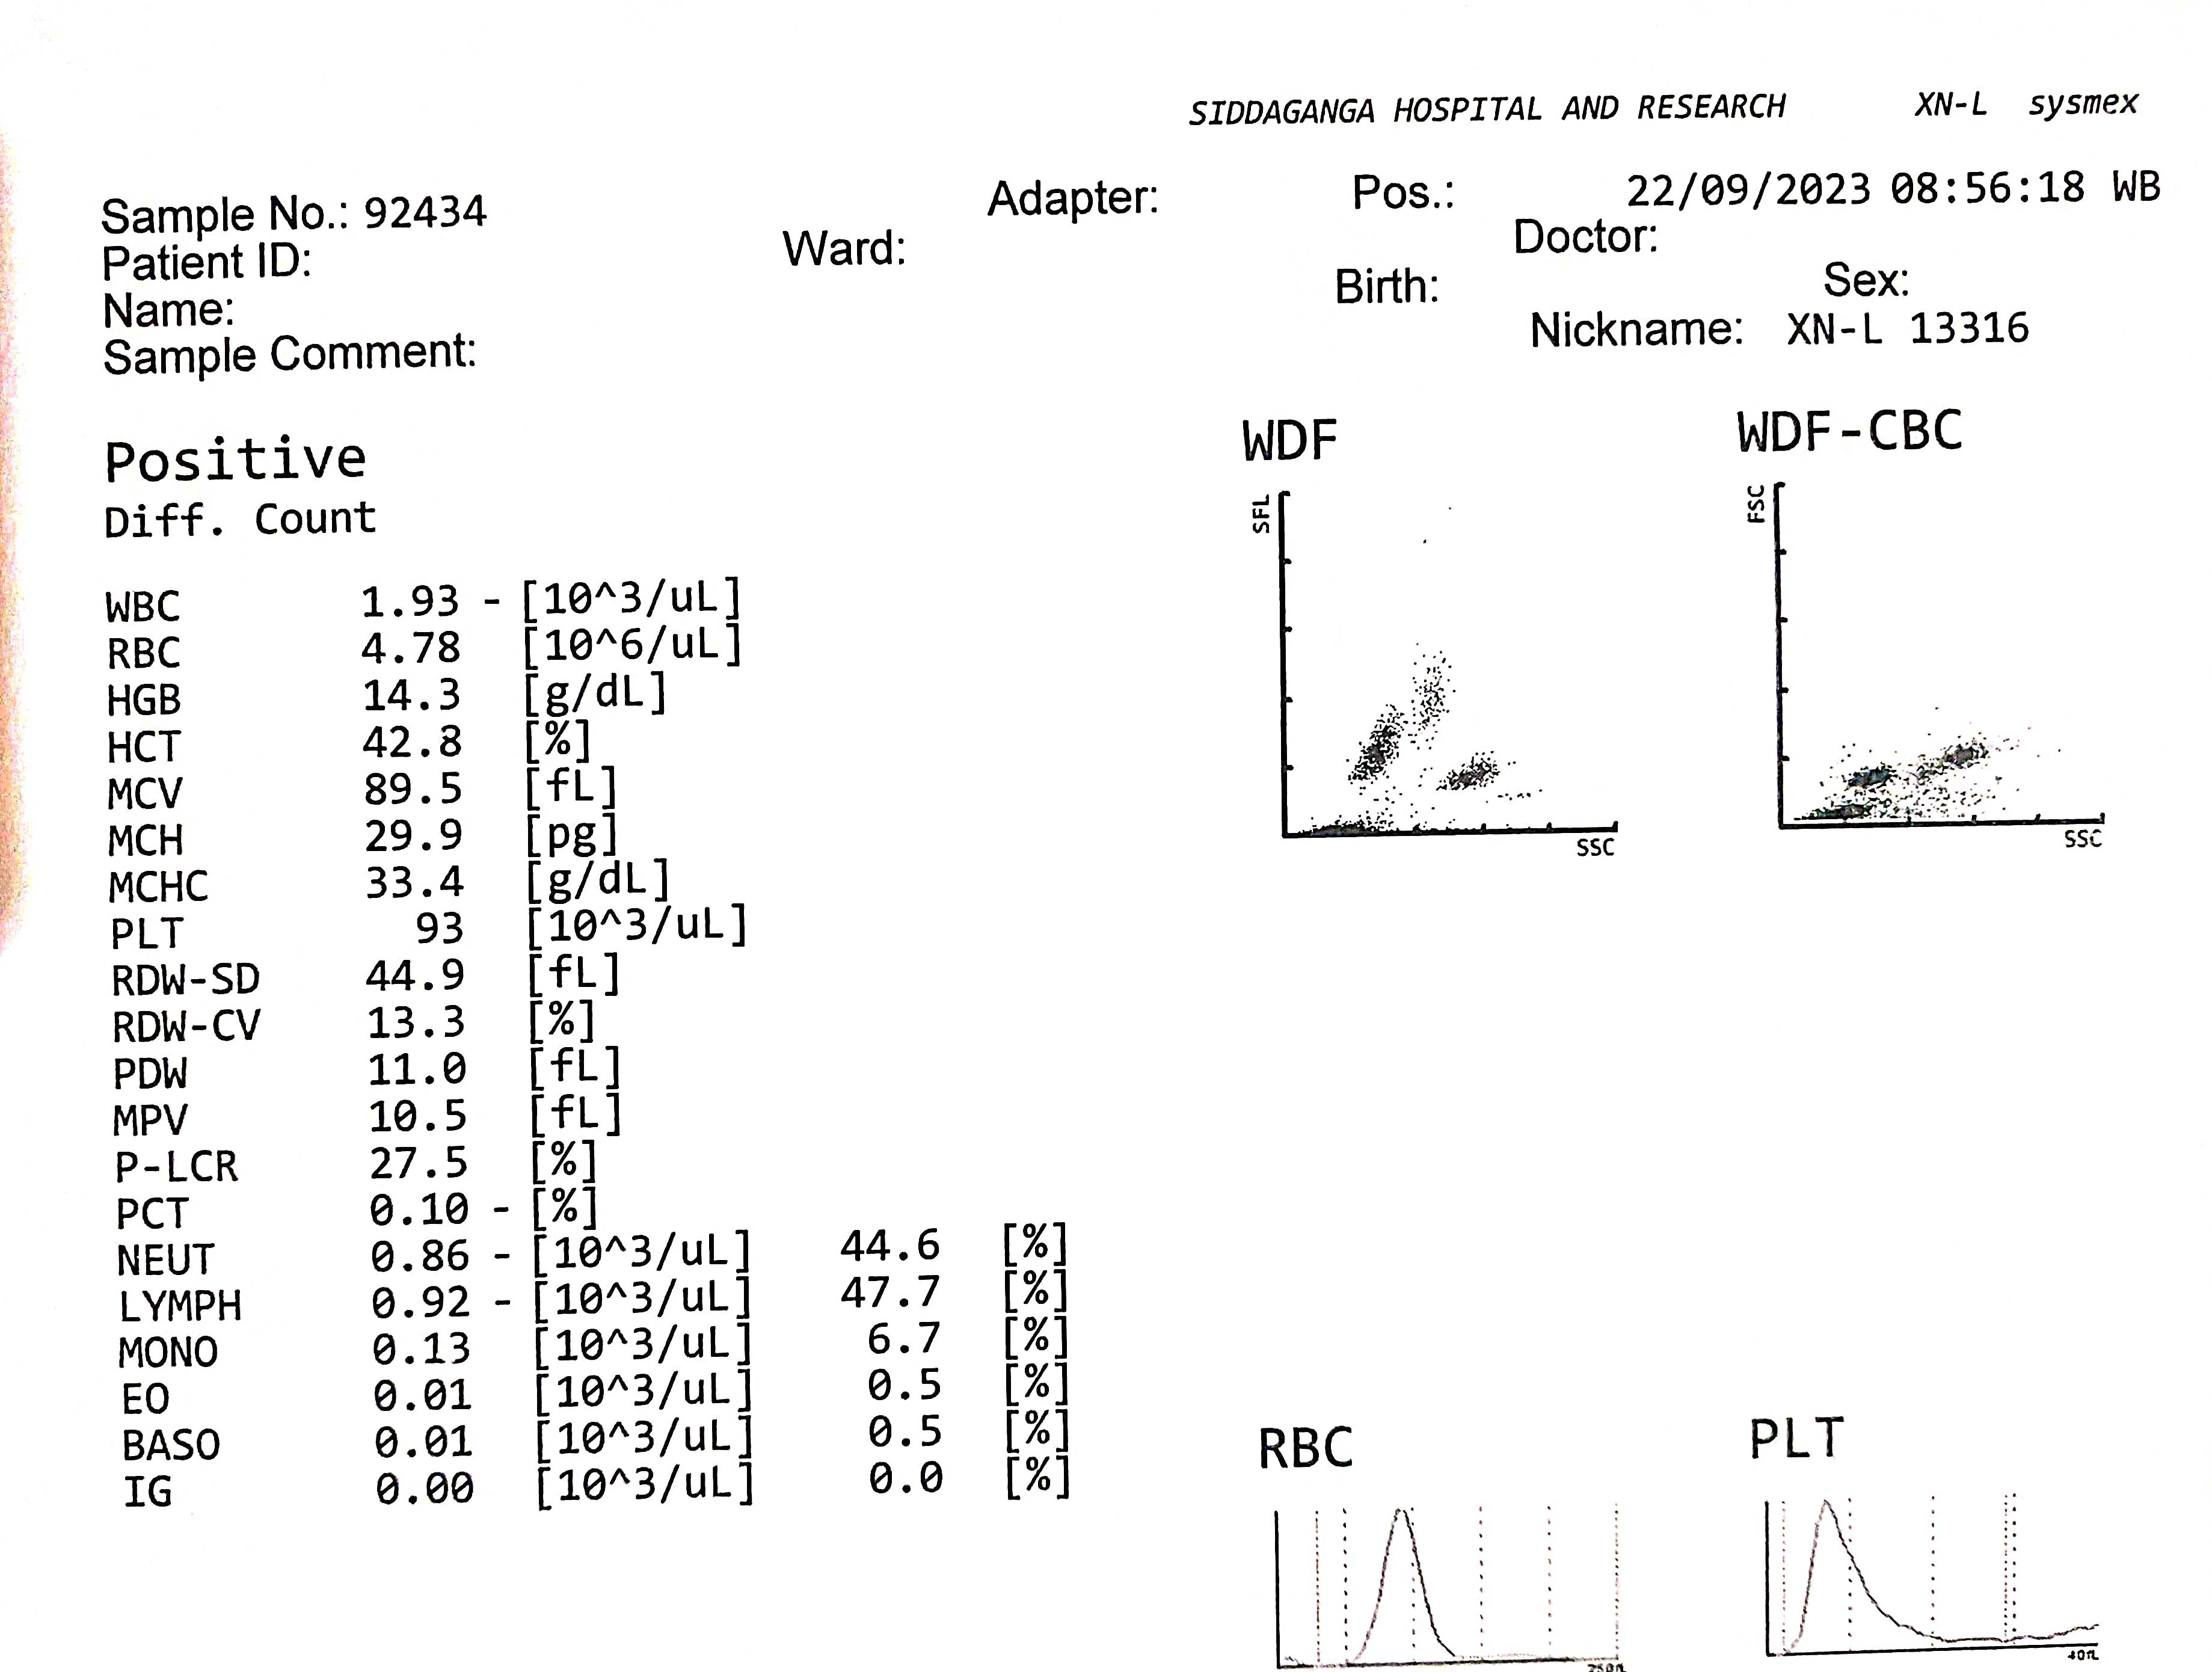 SIDDAGANGA HOSPITAL AND RESEARCH XN-L sysmex
Sample No.: 92434 Adapter: Pos.: 22/09/2023 08:56:18 WB
Patient ID: Ward: Doctor:
Name: Birth: Sex:
Sample Comment: Nickname: XN-L 13316
Positive
Diff. Count
WDF WDF-CBC
SFL FSC
SSC SSC
WBC 1.93 - [10^3/uL]
RBC 4.78 [10^6/uL]
HGB 14.3 [g/dL]
HCT 42.8 [%]
MCV 89.5 [fL]
MCH 29.9 [pg]
MCHC 33.4 [g/dL]
PLT 93 [10^3/uL]
RDW-SD 44.9 [fL]
RDW-CV 13.3 [%]
PDW 11.0 [fL]
MPV 10.5 [fL]
P-LCR 27.5 [%]
PCT 0.10 - [%]
NEUT 0.86 - [10^3/uL] 44.6 [%]
LYMPH 0.92 - [10^3/uL] 47.7 [%]
MONO 0.13 [10^3/uL] 6.7 [%]
EO 0.01 [10^3/uL] 0.5 [%]
BASO 0.01 [10^3/uL] 0.5 [%]
IG 0.00 [10^3/uL] 0.0 [%]
RBC PLT